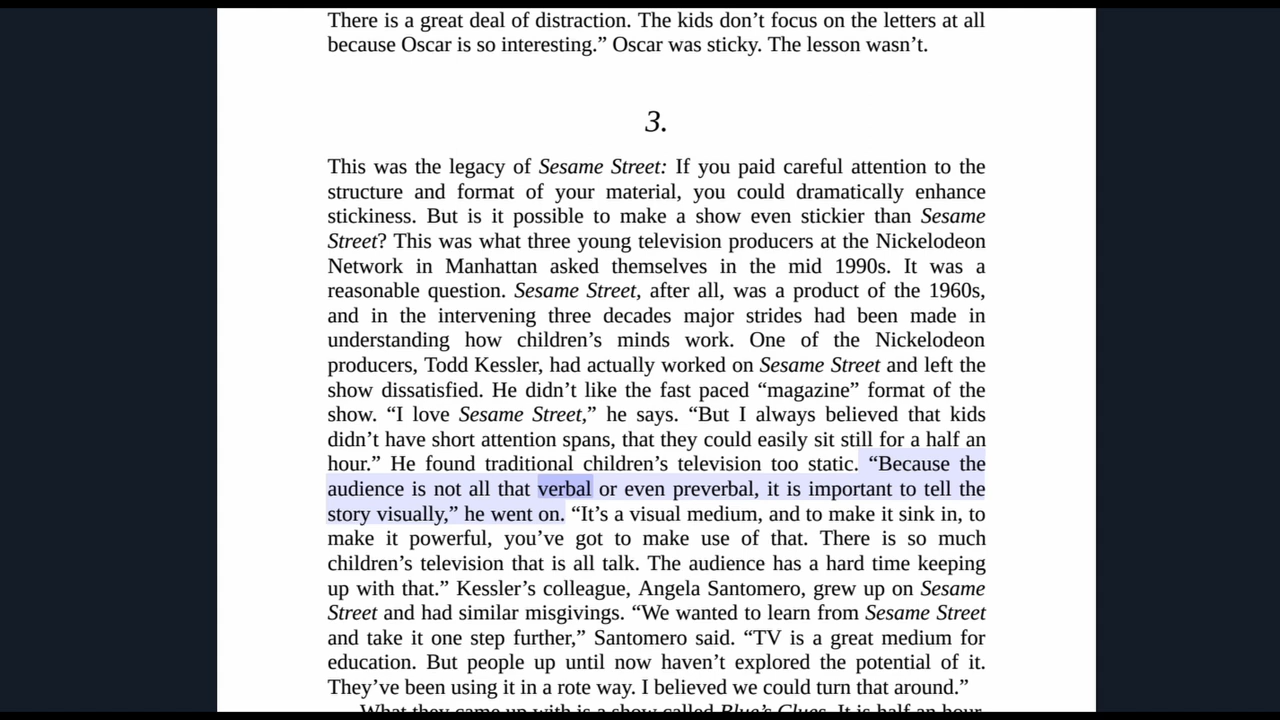 There is a great deal of distraction. The kids don’t focus on the letters at all
because Oscar is so interesting.” Oscar was sticky. The lesson wasn’t.
3.
This was the legacy of Sesame Street: If you paid careful attention to the
structure and format of your material, you could dramatically enhance
stickiness. But is it possible to make a show even stickier than Sesame
Street? This was what three young television producers at the Nickelodeon
Network in Manhattan asked themselves in the mid 1990s. It was a
reasonable question. Sesame Street, after all, was a product of the 1960s,
and in the intervening three decades major strides had been made in
understanding how children’s minds work. One of the Nickelodeon
producers, Todd Kessler, had actually worked on Sesame Street and left the
show dissatisfied. He didn’t like the fast paced “magazine” format of the
show. “I love Sesame Street,” he says. “But I always believed that kids
didn’t have short attention spans, that they could easily sit still for a half an
hour.” He found traditional children’s television too static. “Because the
audience is not all that verbal or even preverbal, it is important to tell the
story visually,” he went on. “It’s a visual medium, and to make it sink in, to
make it powerful, you’ve got to make use of that. There is so much
children’s television that is all talk. The audience has a hard time keeping
up with that.” Kessler’s colleague, Angela Santomero, grew up on Sesame
Street and had similar misgivings. “We wanted to learn from Sesame Street
and take it one step further,” Santomero said. “TV is a great medium for
education. But people up until now haven’t explored the potential of it.
They’ve been using it in a rote way. I believed we could turn that around.”
What they came up with is a show called Blue’s Clues. It is half an hour,